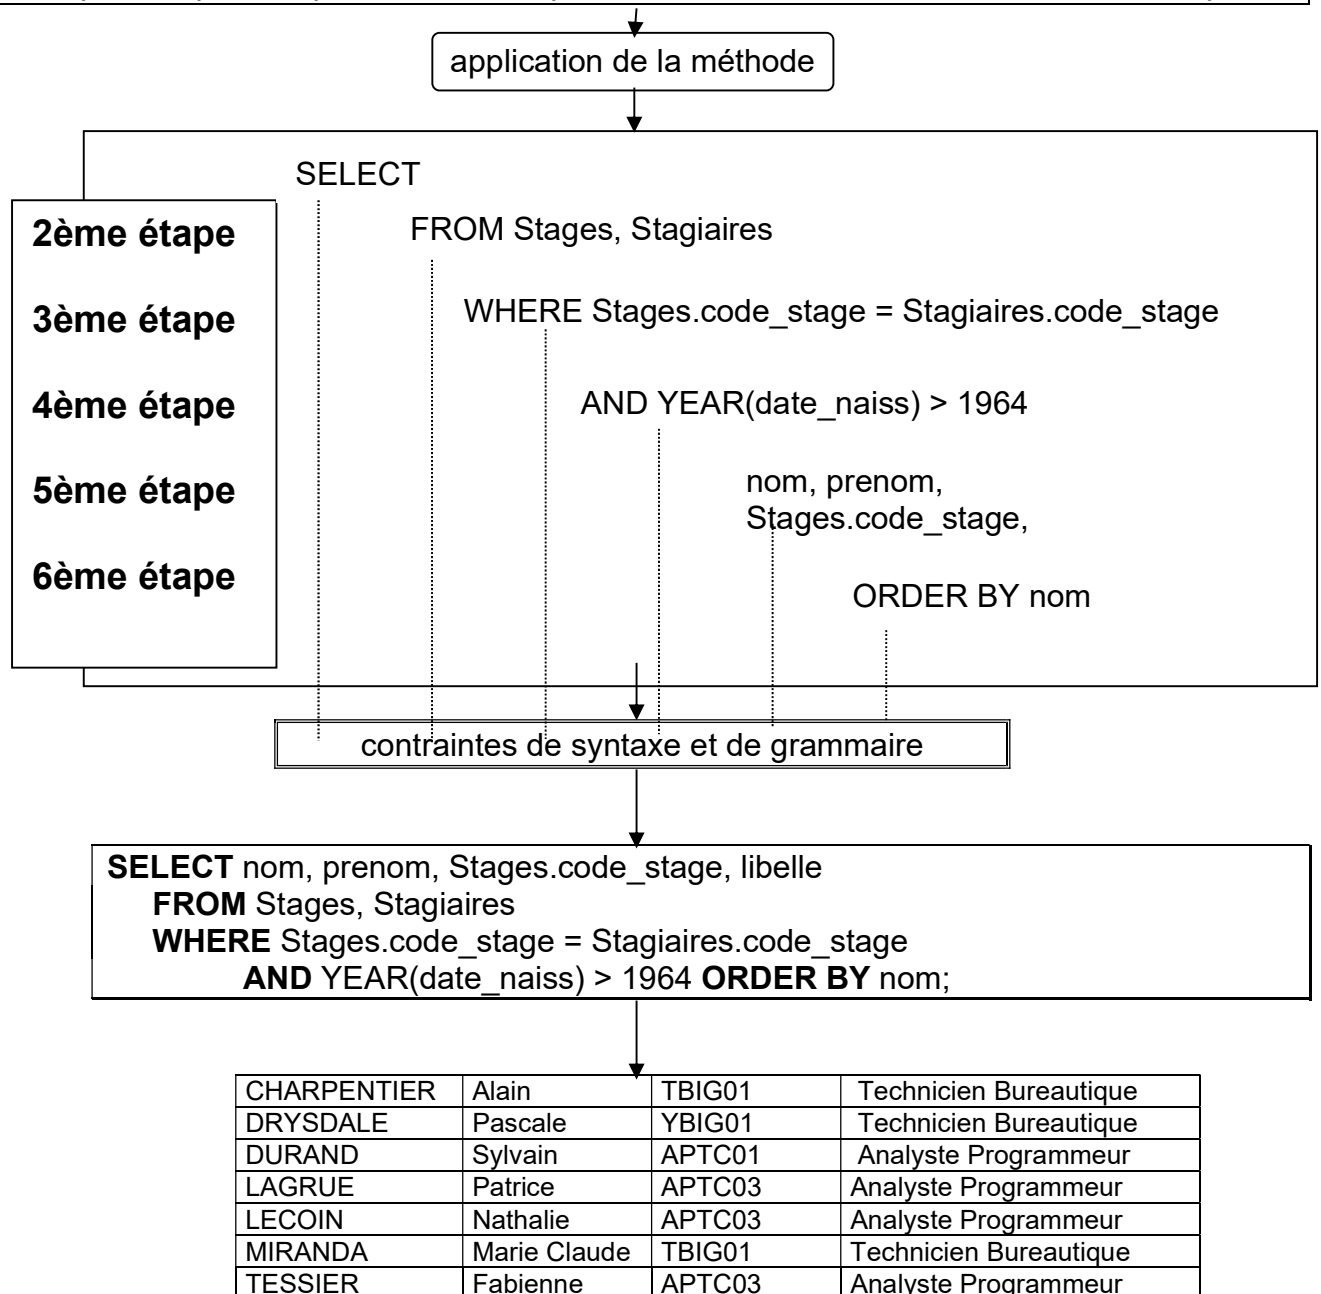 application de la méthode
SELECT
2ème étape
FROM Stages, Stagiaires
3ème étape
WHERE Stages.code_stage = Stagiaires.code_stage
4ème étape
AND YEAR(date_naiss) > 1964
5ème étape
nom, prenom,
Stages.code_stage,
6ème étape
ORDER BY nom
contraintes de syntaxe et de grammaire
SELECT nom, prenom, Stages.code_stage, libelle
FROM Stages, Stagiaires
WHERE Stages.code_stage = Stagiaires.code_stage
AND YEAR(date_naiss) > 1964 ORDER BY nom;
CHARPENTIER Alain TBIG01 Technicien Bureautique
DRYSDALE Pascale YBIG01 Technicien Bureautique
DURAND Sylvain APTC01 Analyste Programmeur
LAGRUE Patrice APTC03 Analyste Programmeur
LECOIN Nathalie APTC03 Analyste Programmeur
MIRANDA Marie Claude TBIG01 Technicien Bureautique
TESSIER Fabienne APTC03 Analyste Programmeur